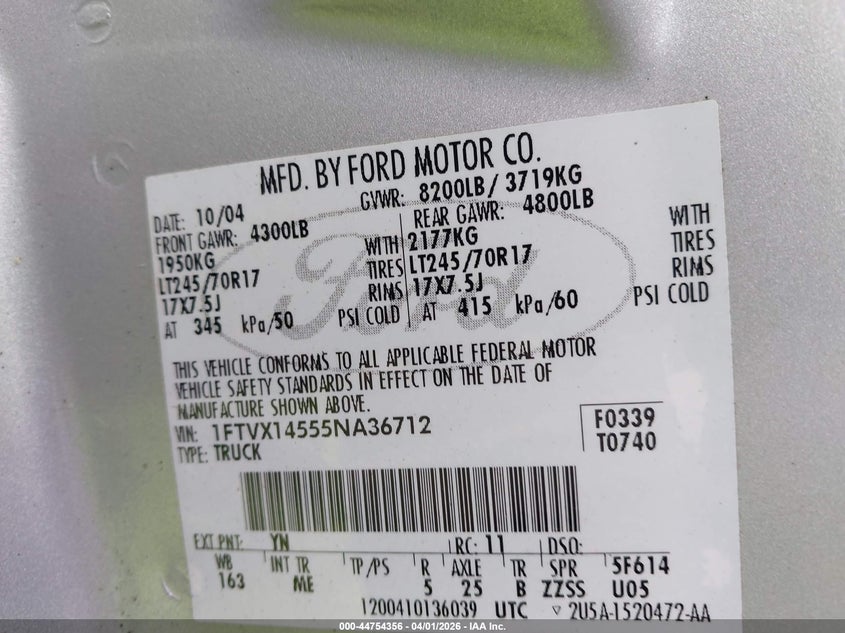 MFD. BY FORD MOTOR CO.
DATE: 10/04 GVWR: 8200LB / 3719KG
FRONT GAWR: 4300LB REAR GAWR: 4800LB
1950KG WITH 2177KG WITH
LT245/70R17 TIRES LT245/70R17 TIRES
17X7.5J RIMS 17X7.5J RIMS
AT 345 kPa/50 PSI COLD AT 415 kPa/60 PSI COLD
Ford
THIS VEHICLE CONFORMS TO ALL APPLICABLE FEDERAL MOTOR
VEHICLE SAFETY STANDARDS IN EFFECT ON THE DATE OF
MANUFACTURE SHOWN ABOVE.
VIN: 1FTVX14555NA36712 F0339
TYPE: TRUCK T0740
EXT PNT: YN RC: 11 DSO:
WB INT TR TP/PS R AXLE TR SPR 5F614
163 ME 5 25 B ZZSS U05
1200410136039 UTC ▽ 2U5A-1520472-AA
000-44754356 - 04/01/2026 - IAA Inc.